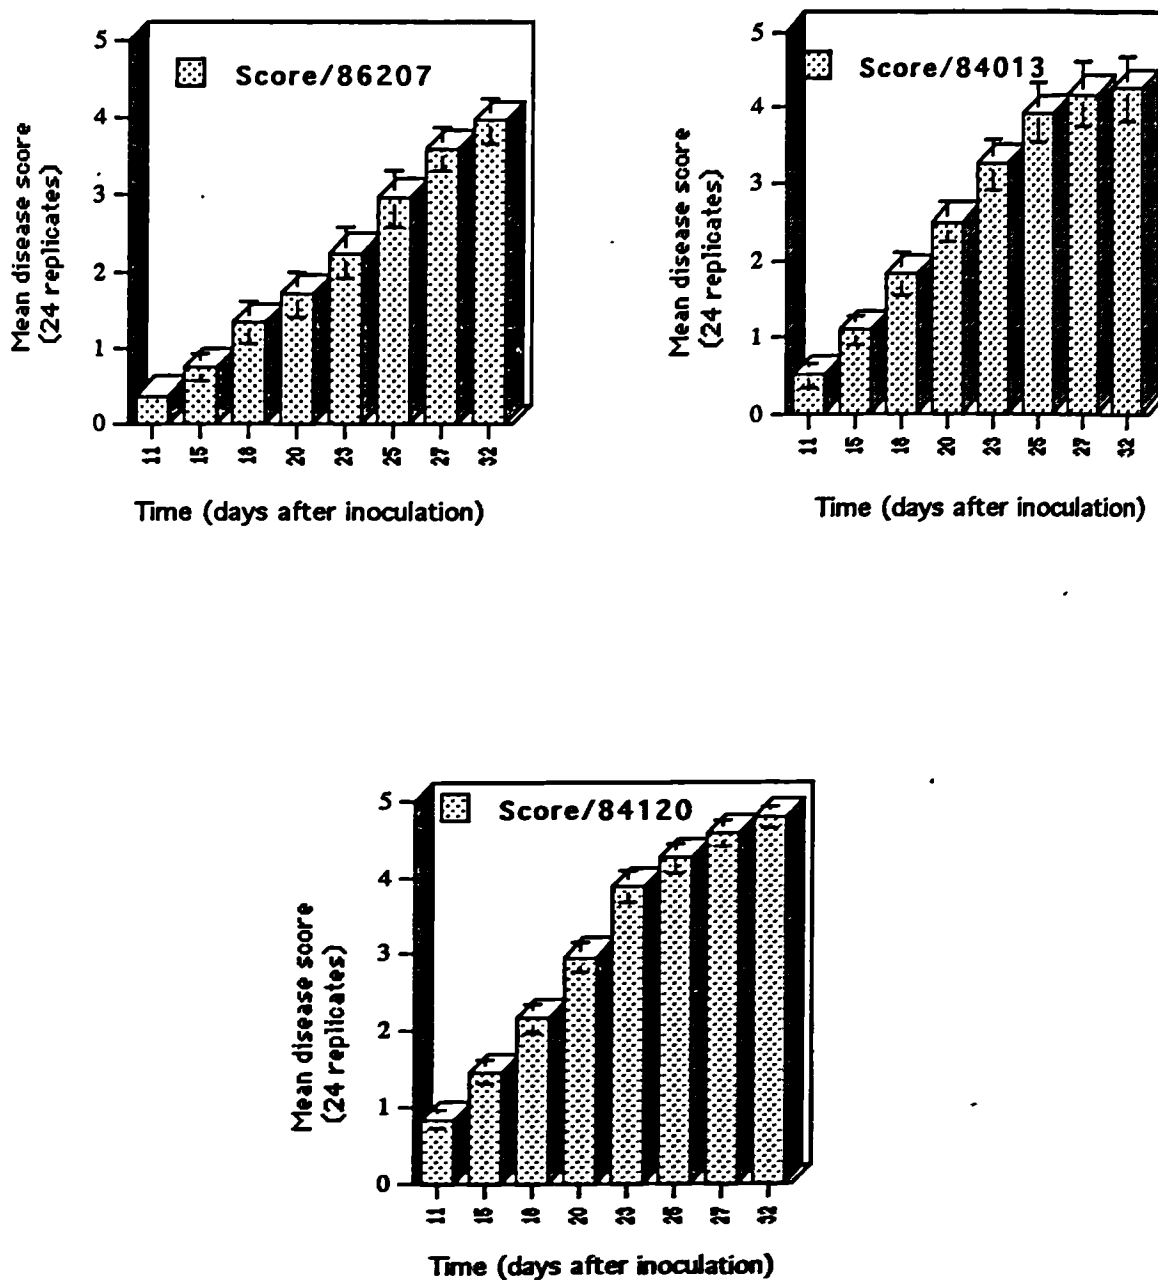 5
4
3
2
1
0
Score/86207
Mean disease score
(24 replicates)
11 15 18 20 23 25 27 32
Time (days after inoculation)
5
4
3
2
1
0
Score/84013
Mean disease score
(24 replicates)
11 15 18 20 23 25 27 32
Time (days after inoculation)
5
4
3
2
1
0
Score/84120
Mean disease score
(24 replicates)
11 15 18 20 23 25 27 32
Time (days after inoculation)